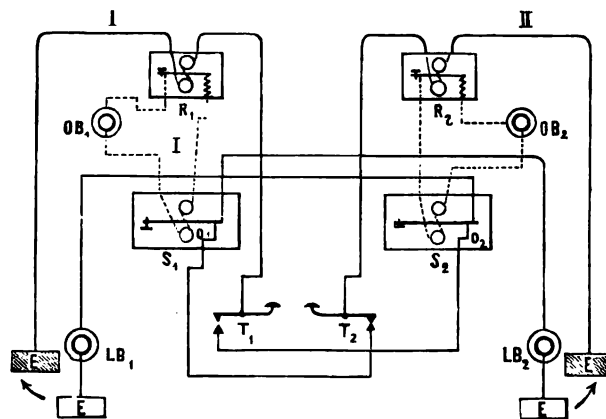 I II
R₁ R₂
OB₁ I OB₂
O₁ O₂
S₁ S₂
T₁ T₂
E LB₁ LB₂ E
E E